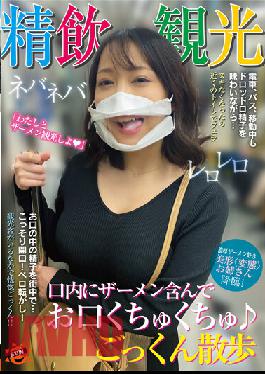 精飲観光
ネバネバ
「わたしと
ザーメン観光しよ♥」
電車、バス、移動中も
ドロットロ精子を
味わいながら…
レロ
レロ
お口の中の精子を街中で…
こっそり開口！ベロ転がし！
口内にザーメン含んで
お口くちゅくちゅ♪
ごっくん散歩